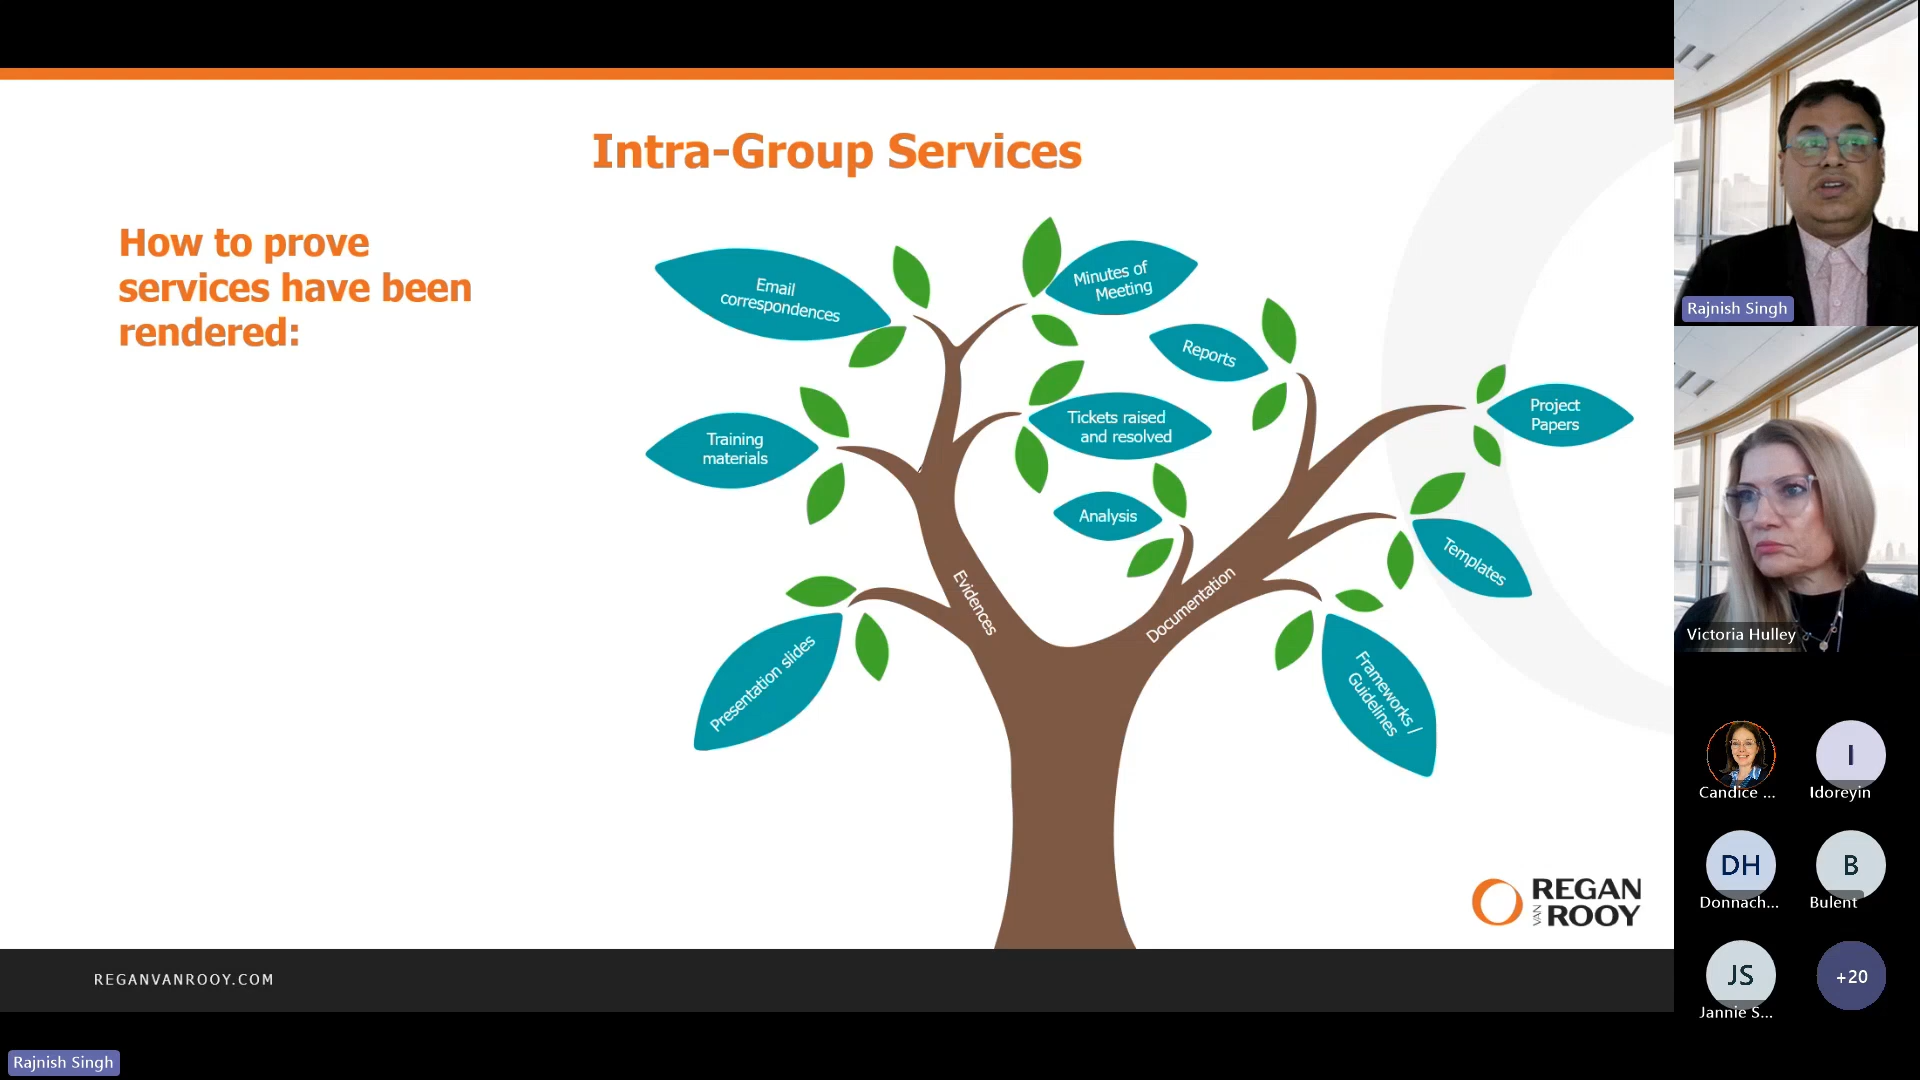 Intra-Group Services
How to prove
services have been
rendered:
Email
correspondences
Minutes of
Meeting
Reports
Project
Papers
Training
materials
Tickets raised
and resolved
Analysis
Templates
Evidences
Documentation
Presentation slides
Frameworks /
Guidelines
REGAN
VAN
ROOY
REGANVANROOY.COM
Rajnish Singh
Rajnish Singh
Victoria Hulley
Candice ...
I
Idoreyin
DH
Donnach...
B
Bulent
JS
Jannie S...
+20